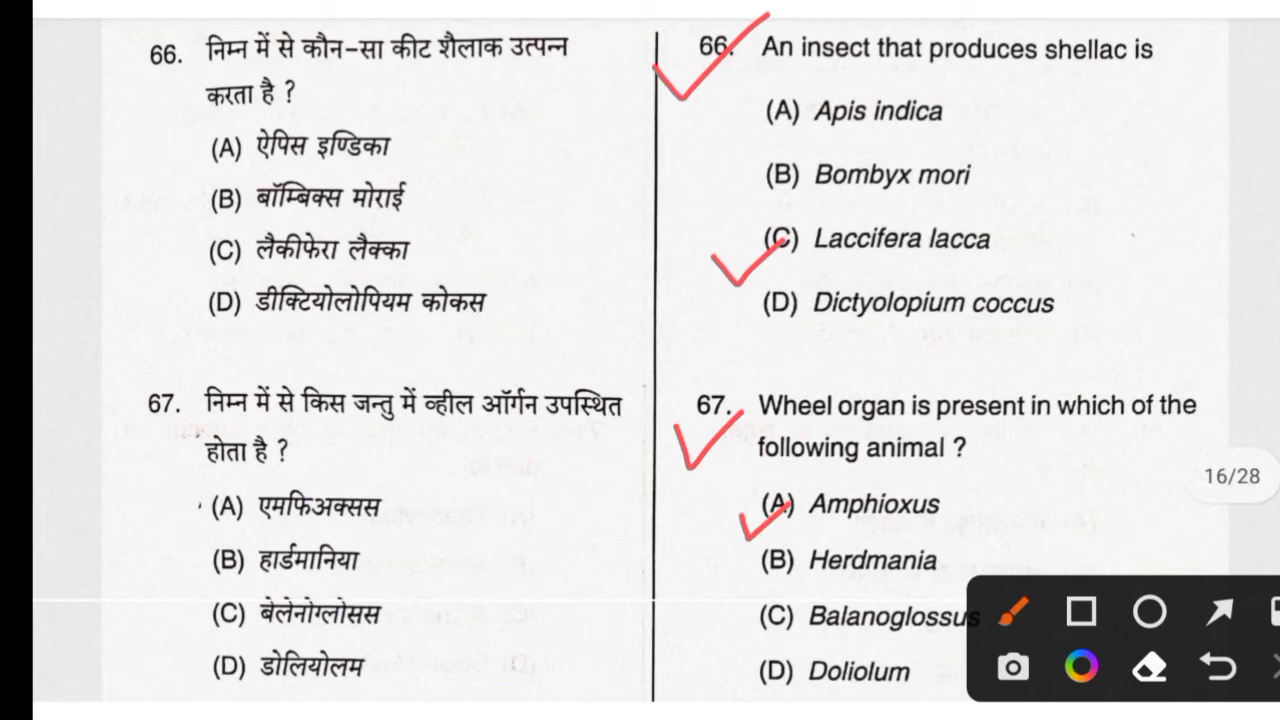 66. निम्न में से कौन-सा कीट शैलाक उत्पन्न
करता है ?
(A) ऐपिस इण्डिका
(B) बॉम्बिक्स मोराई
(C) लैकीफेरा लैक्का
(D) डीक्टियोलोपियम कोकस
67. निम्न में से किस जन्तु में व्हील ऑर्गन उपस्थित
होता है ?
(A) एमफिअक्सस
(B) हार्डमानिया
(C) बेलेनोग्लोसस
(D) डोलियोलम
66. An insect that produces shellac is
(A) Apis indica
(B) Bombyx mori
(C) Laccifera lacca
(D) Dictyolopium coccus
67. Wheel organ is present in which of the
following animal ?
(A) Amphioxus
(B) Herdmania
(C) Balanoglossus
(D) Doliolum
16/28